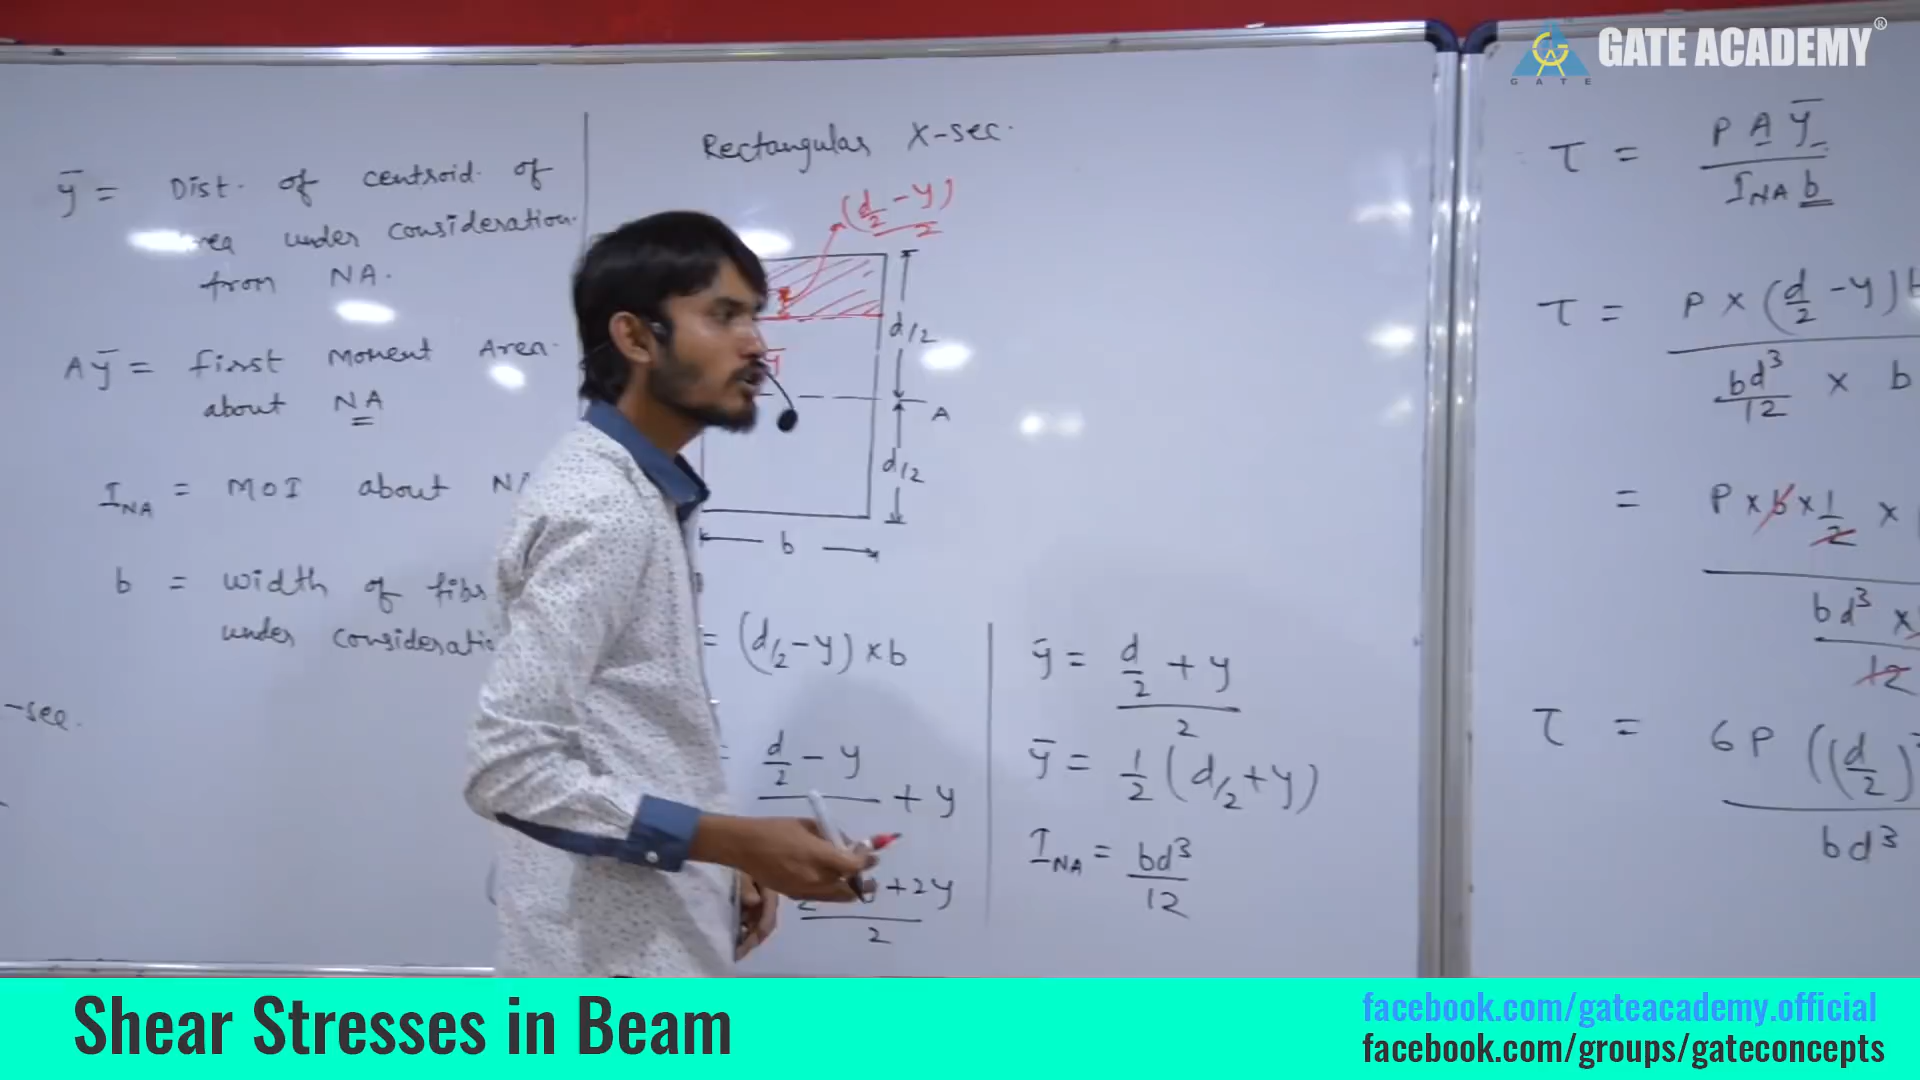 GATE ACADEMY®
GATE
ȳ = Dist. of centroid of
under consideration.
from NA.
Aȳ = first Moment Area.
about NA
I_NA = MOI about
b = width of
under
-sec.
Rectangular X-sec.
(d/2 - y)/2
d/2
A
d/2
b
= (d/2 - y) × b
d/2 - y
+ y
+2y
2
ȳ = (d/2 + y)/2
ȳ = 1/2 (d/2 + y)
I_NA = bd³/12
τ = P A ȳ / I_NA b
τ = P × (d/2 - y)
bd³/12 × b
= P × b × 1/2 ×
bd³ ×
12
τ = 6P ((d/2)
bd³
Shear Stresses in Beam
facebook.com/gateacademy.official
facebook.com/groups/gateconcepts